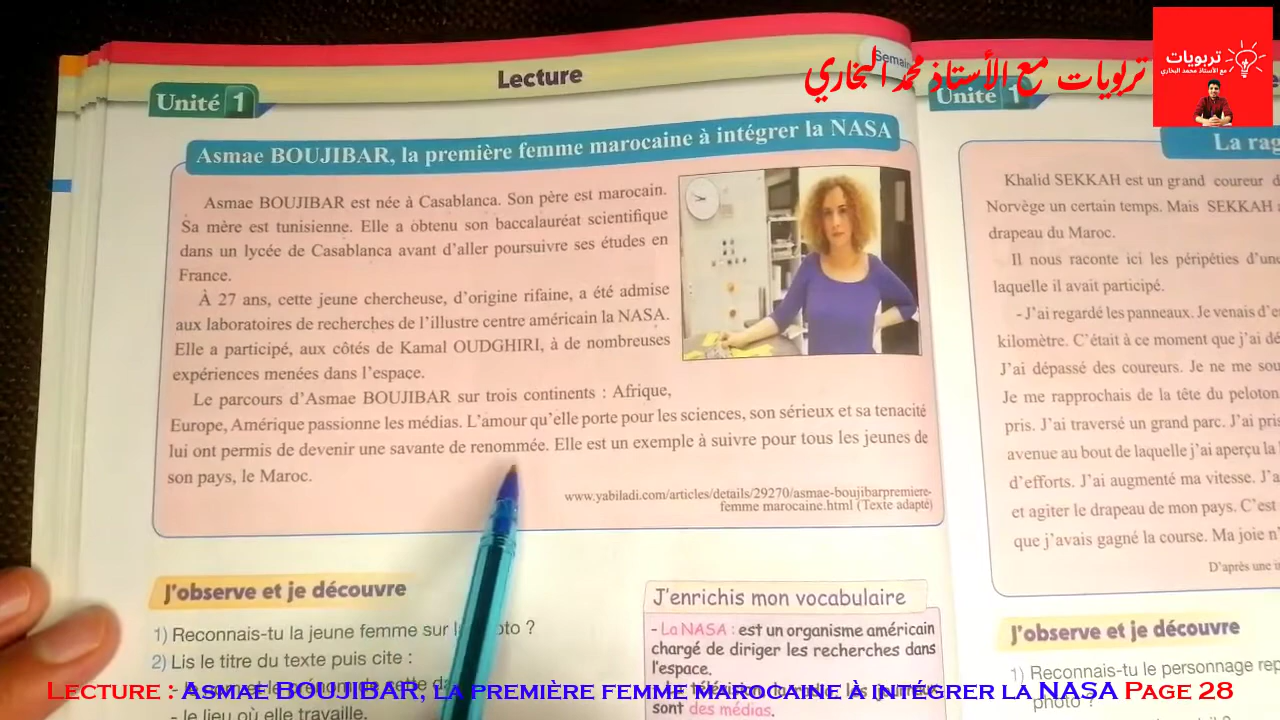 Lecture
Semain
Unité 1
Asmae BOUJIBAR, la première femme marocaine à intégrer la NASA
Asmae BOUJIBAR est née à Casablanca. Son père est marocain.
Sa mère est tunisienne. Elle a obtenu son baccalauréat scientifique
dans un lycée de Casablanca avant d'aller poursuivre ses études en
France.
À 27 ans, cette jeune chercheuse, d'origine rifaine, a été admise
aux laboratoires de recherches de l'illustre centre américain la NASA.
Elle a participé, aux côtés de Kamal OUDGHIRI, à de nombreuses
expériences menées dans l'espace.
Le parcours d'Asmae BOUJIBAR sur trois continents : Afrique,
Europe, Amérique passionne les médias. L'amour qu'elle porte pour les sciences, son sérieux et sa tenacité
lui ont permis de devenir une savante de renommée. Elle est un exemple à suivre pour tous les jeunes de
son pays, le Maroc.
www.yabiladi.com/articles/details/29270/asmae-boujibarpremiere-
femme marocaine.html (Texte adapté)
J'observe et je découvre
1) Reconnais-tu la jeune femme sur la photo ?
2) Lis le titre du texte puis cite :
- le lieu où elle travaille.
J'enrichis mon vocabulaire
- La NASA : est un organisme américain
chargé de diriger les recherches dans
l'espace.
sont des médias.
Unité 1
La rag
Khalid SEKKAH est un grand coureur d
Norvège un certain temps. Mais SEKKAH a
drapeau du Maroc.
Il nous raconte ici les péripéties d'une
laquelle il avait participé.
- J'ai regardé les panneaux. Je venais d'e
kilomètre. C'était à ce moment que j'ai dé
J'ai dépassé des coureurs. Je ne me sou
Je me rapprochais de la tête du peloton
pris. J'ai traversé un grand parc. J'ai pris
avenue au bout de laquelle j'ai aperçu la
d'efforts. J'ai augmenté ma vitesse. J'a
et agiter le drapeau de mon pays. C'est
que j'avais gagné la course. Ma joie n'
D'après une i
J'observe et je découvre
1) Reconnais-tu le personnage rep
photo ?
تربويات مع الأستاذ محمد البخاري
تربويات
مع الأستاذ محمد البخاري
Lecture : Asmae BOUJIBAR, la première femme marocaine à intégrer la NASA Page 28